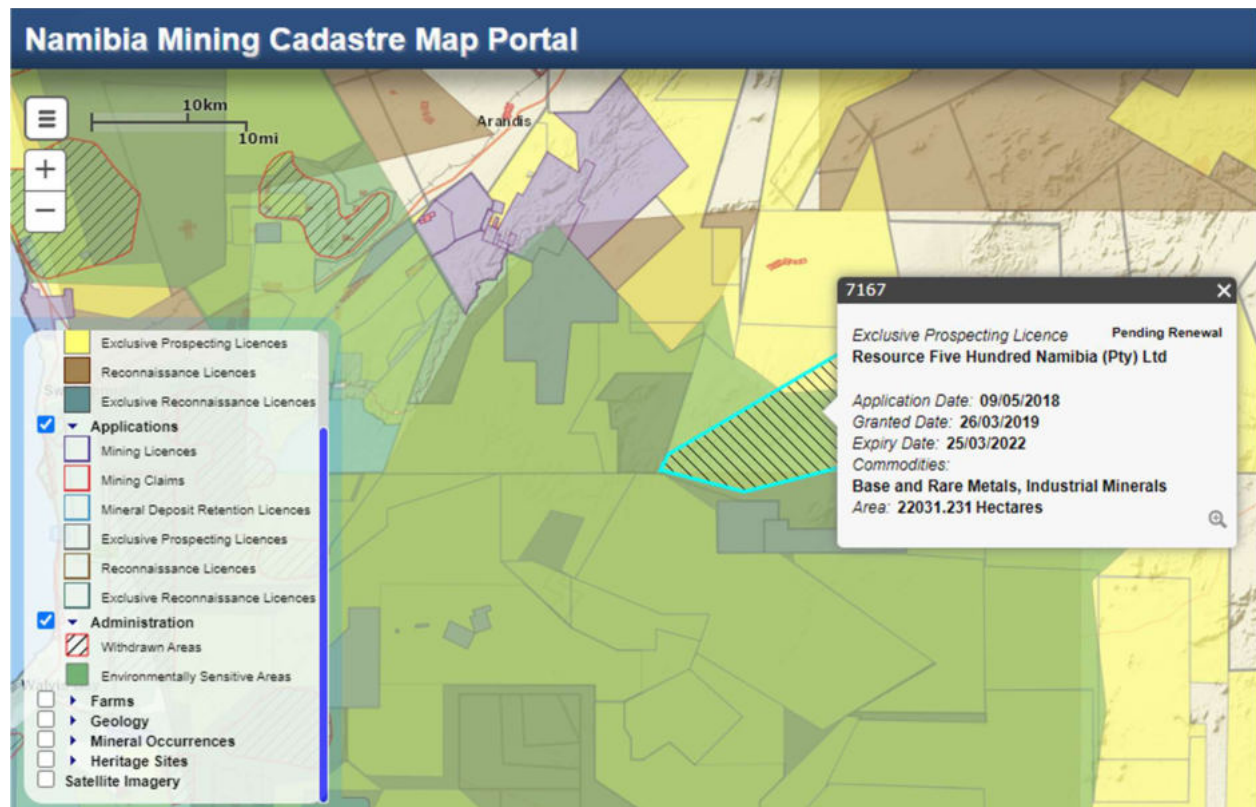 Namibia Mining Cadastre Map Portal
10km
10mi
Arandis
7167
Exclusive Prospecting Licence Pending Renewal
Resource Five Hundred Namibia (Pty) Ltd
Application Date: 09/05/2018
Granted Date: 26/03/2019
Expiry Date: 25/03/2022
Commodities:
Base and Rare Metals, Industrial Minerals
Area: 22031.231 Hectares
Exclusive Prospecting Licences
Reconnaissance Licences
Exclusive Reconnaissance Licences
Applications
Mining Licences
Mining Claims
Mineral Deposit Retention Licences
Exclusive Prospecting Licences
Reconnaissance Licences
Exclusive Reconnaissance Licences
Administration
Withdrawn Areas
Environmentally Sensitive Areas
Farms
Geology
Mineral Occurrences
Heritage Sites
Satellite Imagery